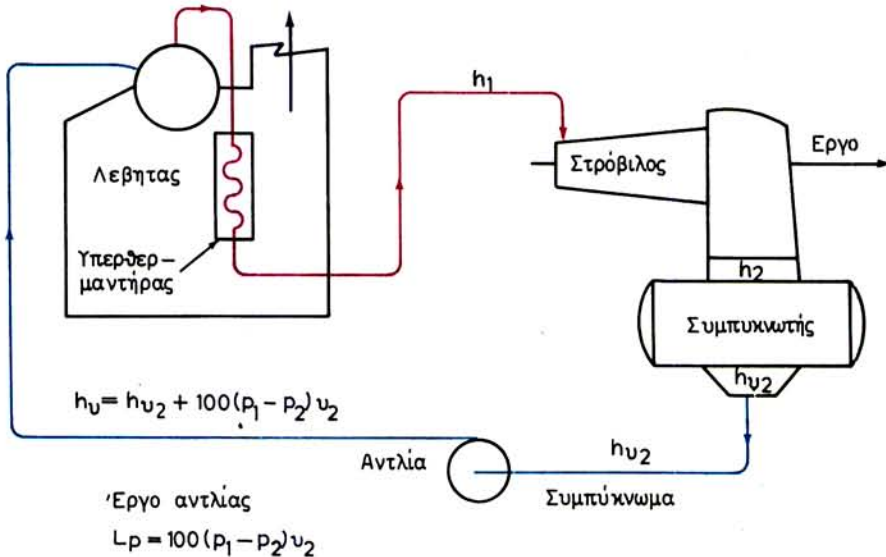 h₁
Στρόβιλος
Έργο
Λεβητας
Υπερθερ-
μαντήρας
h₂
Συμπυκνωτής
hυ₂
hυ = hυ₂ + 100(p₁ − p₂)υ₂
Αντλία
hυ₂
Συμπύκνωμα
Έργο αντλίας
Lp = 100(p₁ − p₂)υ₂